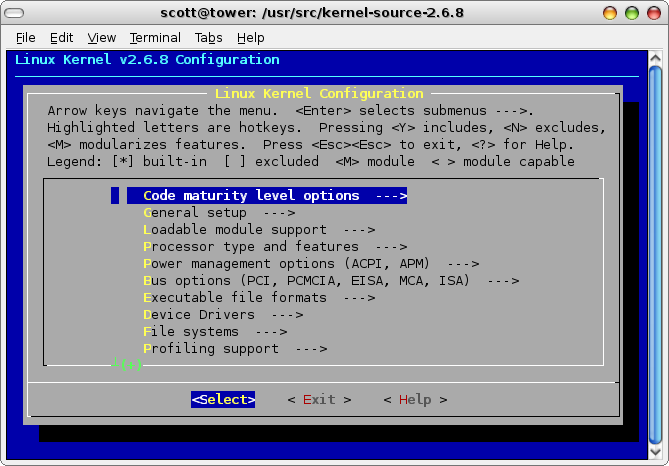 scott@tower: /usr/src/kernel-source-2.6.8
File Edit View Terminal Tabs Help
Linux Kernel v2.6.8 Configuration
Linux Kernel Configuration
Arrow keys navigate the menu. <Enter> selects submenus --->.
Highlighted letters are hotkeys. Pressing <Y> includes, <N> excludes,
<M> modularizes features. Press <Esc><Esc> to exit, <?> for Help.
Legend: [*] built-in [ ] excluded <M> module < > module capable
Code maturity level options --->
General setup --->
Loadable module support --->
Processor type and features --->
Power management options (ACPI, APM) --->
Bus options (PCI, PCMCIA, EISA, MCA, ISA) --->
Executable file formats --->
Device Drivers --->
File systems --->
Profiling support --->
(+)
<Select> < Exit > < Help >